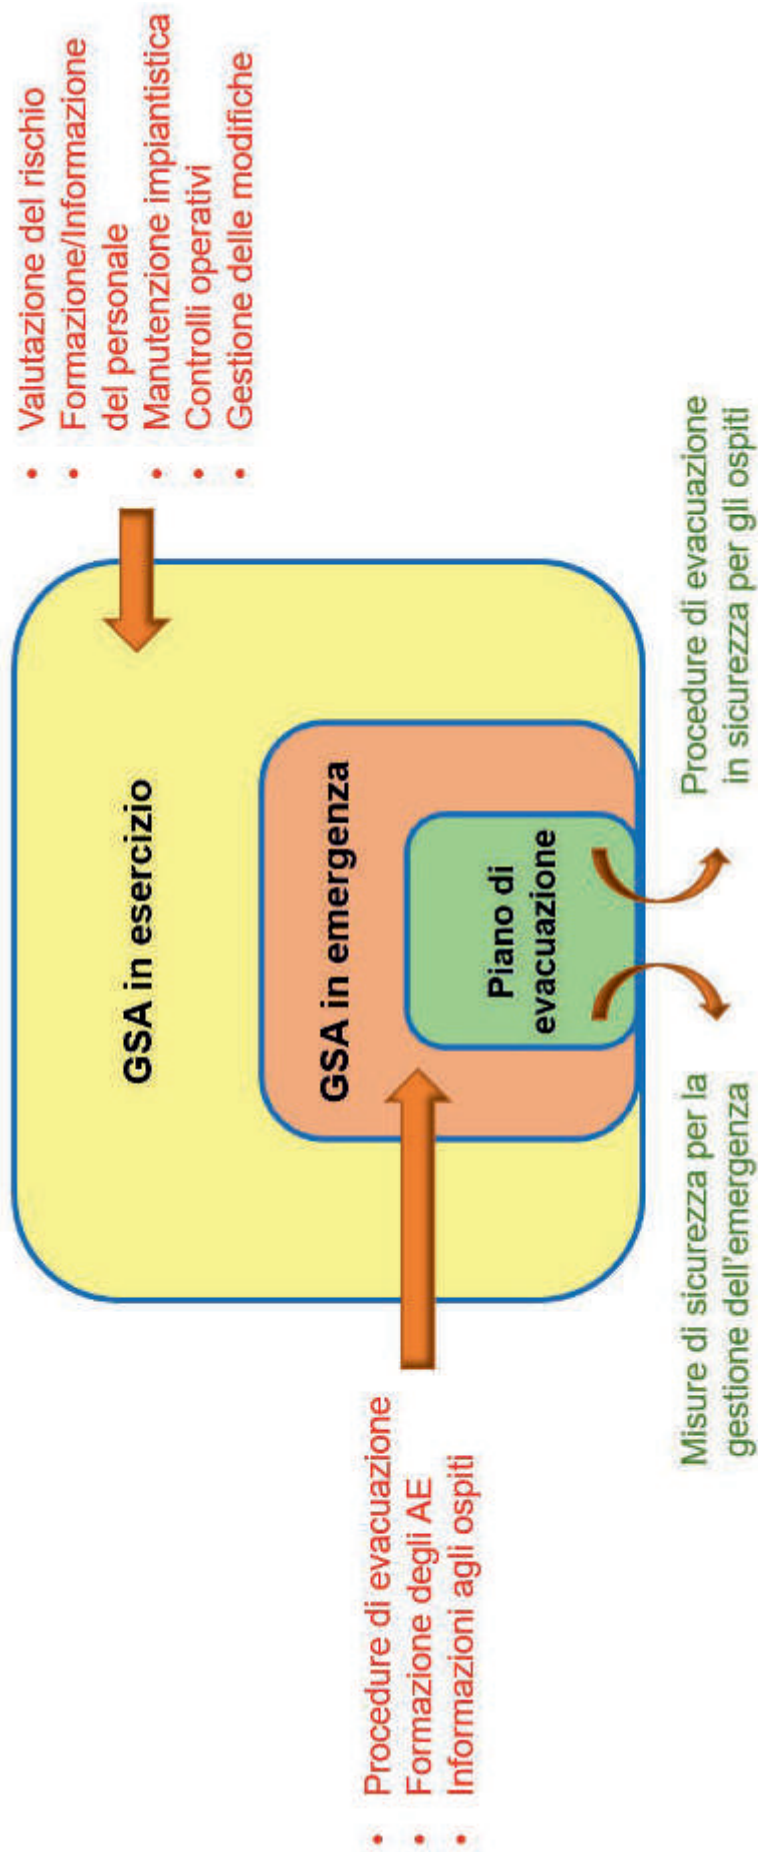 • Valutazione del rischio
• Formazione/Informazione
del personale
• Manutenzione impiantistica
• Controlli operativi
• Gestione delle modifiche
GSA in esercizio
GSA in emergenza
Piano di
evacuazione
• Procedure di evacuazione
• Formazione degli AE
• Informazioni agli ospiti
Misure di sicurezza per la
gestione dell'emergenza
Procedure di evacuazione
in sicurezza per gli ospiti